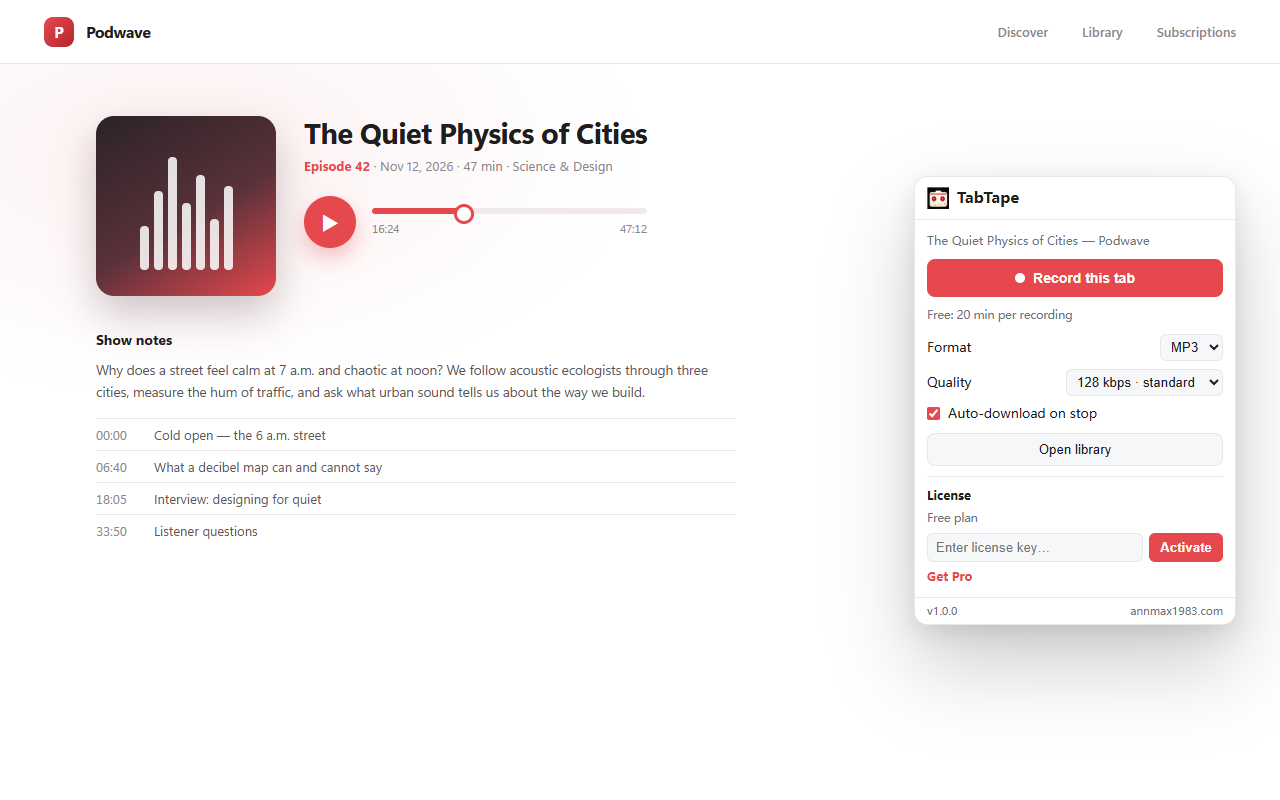 P Podwave
Discover Library Subscriptions
The Quiet Physics of Cities
Episode 42 · Nov 12, 2026 · 47 min · Science & Design
16:24 47:12
Show notes
Why does a street feel calm at 7 a.m. and chaotic at noon? We follow acoustic ecologists through three
cities, measure the hum of traffic, and ask what urban sound tells us about the way we build.
00:00 Cold open — the 6 a.m. street
06:40 What a decibel map can and cannot say
18:05 Interview: designing for quiet
33:50 Listener questions
TabTape
The Quiet Physics of Cities — Podwave
Record this tab
Free: 20 min per recording
Format MP3
Quality 128 kbps · standard
Auto-download on stop
Open library
License
Free plan
Enter license key… Activate
Get Pro
v1.0.0 annmax1983.com